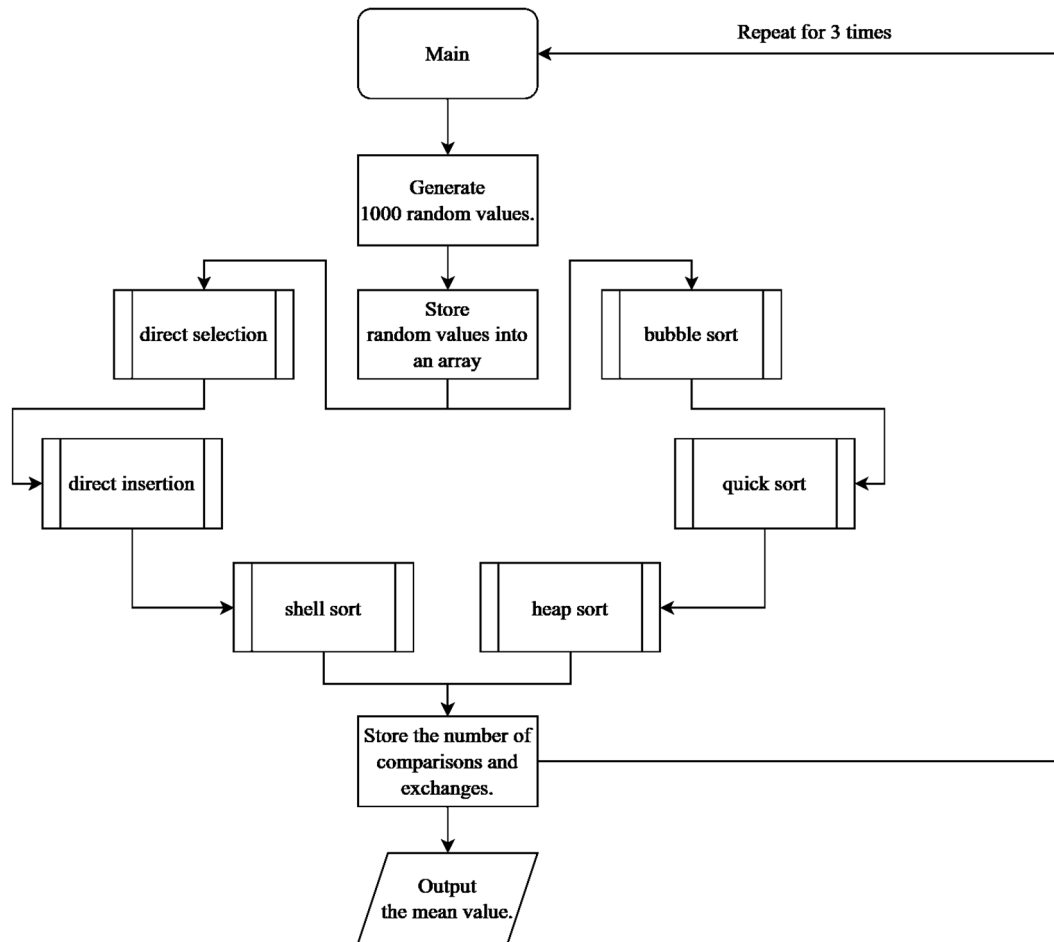 Main
Repeat for 3 times
Generate
1000 random values.
Store
random values into
an array
direct selection
bubble sort
direct insertion
quick sort
shell sort
heap sort
Store the number of
comparisons and
exchanges.
Output
the mean value.